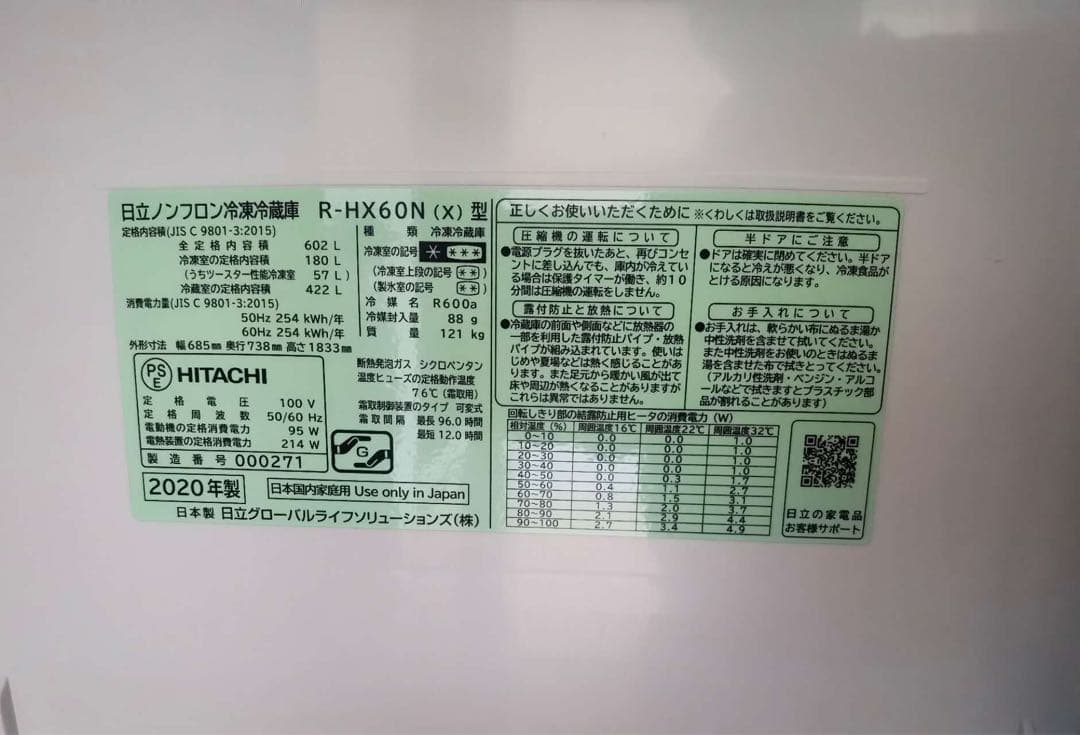 日立ノンフロン冷凍冷蔵庫 R-HX60N (X) 型
定格内容積(JIS C 9801-3:2015)
全定格内容積 602 L
冷凍室の定格内容積 180 L
(うちツースター性能冷凍室 57 L)
冷蔵室の定格内容積 422 L
消費電力量(JIS C 9801-3:2015)
50Hz 254 kWh/年
60Hz 254 kWh/年
外形寸法 幅685mm 奥行738mm 高さ1833mm
種類 冷凍冷蔵庫
冷凍室の記号 * ***
(冷凍室上段の記号 **)
(製氷室の記号 **)
冷媒名 R600a
冷媒封入量 88 g
質量 121 kg
PS
E
HITACHI
定格電圧 100 V
定格周波数 50/60 Hz
電動機の定格消費電力 95 W
電熱装置の定格消費電力 214 W
製造番号 000271
断熱発泡ガス シクロペンタン
温度ヒューズの定格動作温度
76℃(霜取用)
霜取制御装置のタイプ 可変式
霜取間隔 最長 96.0 時間
最短 12.0 時間
G
2020年製
日本国内家庭用 Use only in Japan
日本製 日立グローバルライフソリューションズ(株)
正しくお使いいただくために ※くわしくは取扱説明書をご覧ください。
圧縮機の運転について
●電源プラグを抜いたあと、再びコンセ
ントに差し込んでも、庫内が冷えてい
る場合は保護タイマーが働き、約10
分間は圧縮機の運転をしません。
露付防止と放熱について
●冷蔵庫の前面や側面などに放熱器の
一部を利用した露付防止パイプ・放熱
パイプが組み込まれています。使いは
じめや夏場などは熱く感じることがあ
ります。また足元から暖かい風が出て
床や周辺が熱くなることがありますが
これらは異常ではありません。
半ドアにご注意
●ドアは確実に閉めてください。半ドア
になると冷えが悪くなり、冷凍食品が
とける原因になります。
お手入れについて
●お手入れは、軟らかい布にぬるま湯か
中性洗剤を含ませて拭いてください。
また中性洗剤をお使いのときはぬるま
湯を含ませた布で拭きとってください。
(アルカリ性洗剤・ベンジン・アルコ
ールなどで拭きますとプラスチック部
品が割れることがあります)
回転しきり部の結露防止用ヒータの消費電力(W)
相対湿度(%) 周囲温度16℃ 周囲温度22℃ 周囲温度32℃
0~10 0.0 0.0 1.0
10~20 0.0 0.0 1.0
20~30 0.0 0.0 1.0
30~40 0.0 0.0 1.0
40~50 0.0 0.3 1.7
50~60 0.4 1.1 2.7
60~70 0.8 1.5 3.1
70~80 1.3 2.0 3.7
80~90 2.1 2.9 4.4
90~100 2.7 3.4 4.9
日立の家電品
お客様サポート